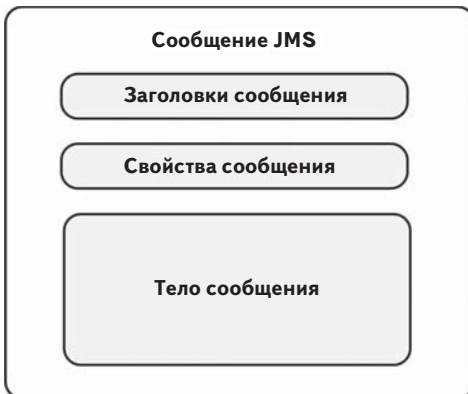 Сообщение JMS
Заголовки сообщения
Свойства сообщения
Тело сообщения